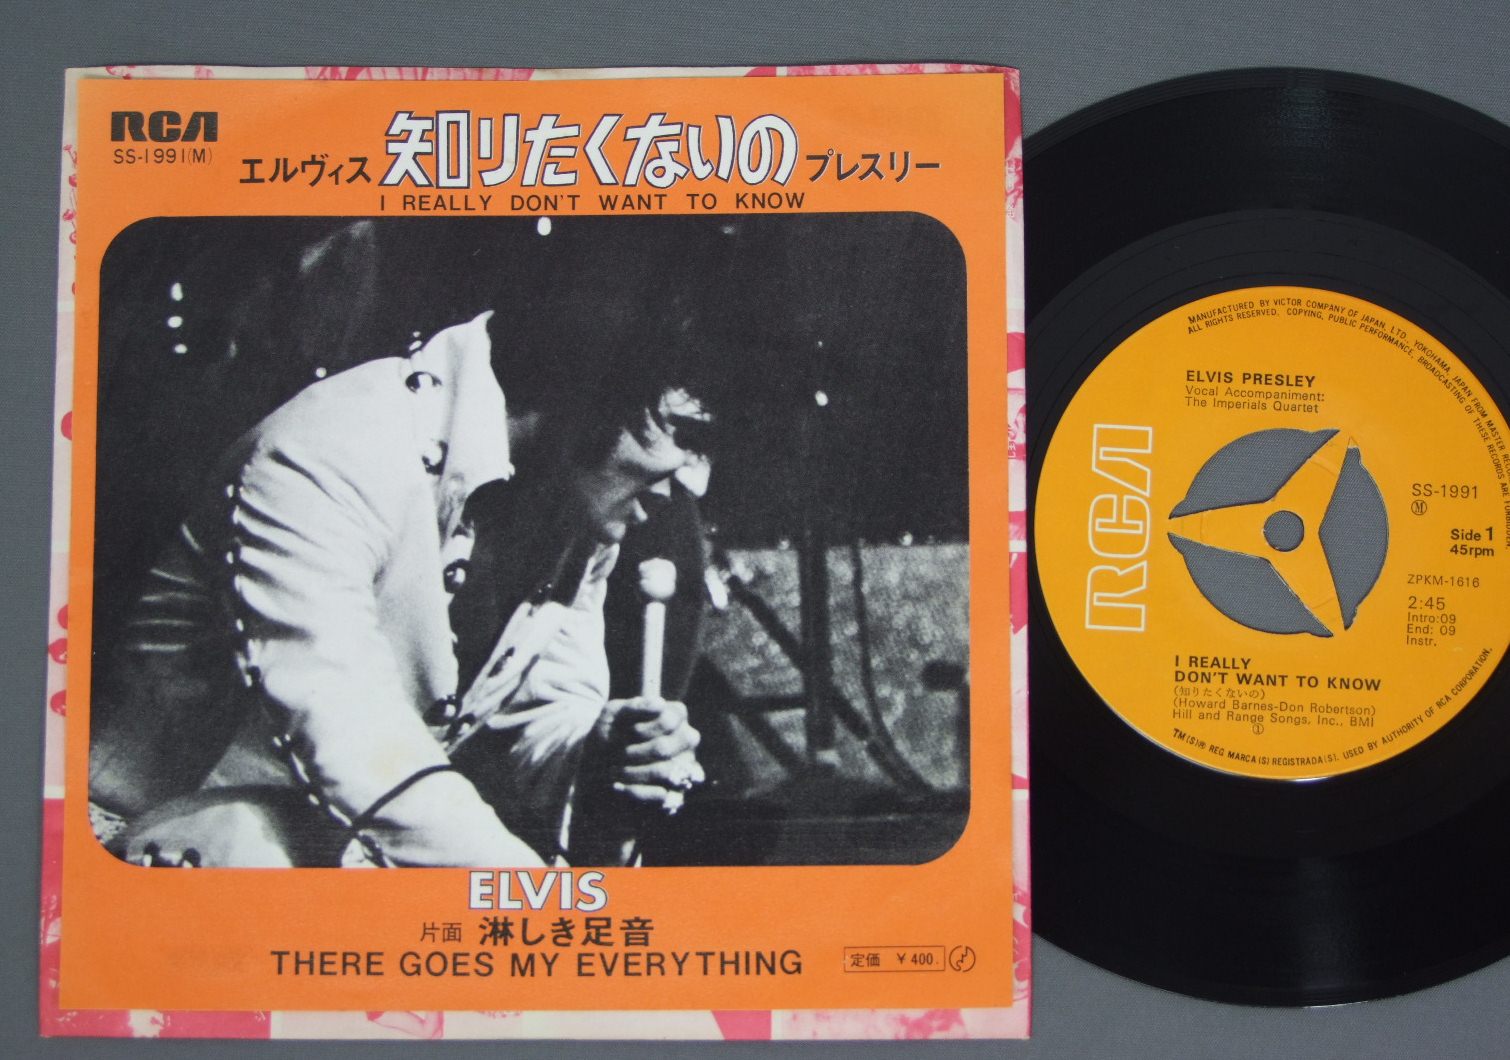 RCA
SS-1991(M)
エルヴィス 知りたくないの プレスリー
I REALLY DON'T WANT TO KNOW
ELVIS
片面 淋しき足音
THERE GOES MY EVERYTHING
定価 ¥400.
MANUFACTURED BY VICTOR COMPANY OF JAPAN, LTD., YOKOHAMA, JAPAN FROM MASTER
ALL RIGHTS RESERVED. COPYING, PUBLIC PERFORMANCE, BROADCASTING OF THESE RECORDS ARE
ELVIS PRESLEY
Vocal Accompaniment:
The Imperials Quartet
RCA
SS-1991
Ⓜ
Side 1
45rpm
ZPKM-1616
2:45
Intro:09
End: 09
Instr.
I REALLY
DON'T WANT TO KNOW
(知りたくないの)
(Howard Barnes-Don Robertson)
Hill and Range Songs, Inc., BMI
①
TM(S)® REG MARCA(S) REGISTRADA(S). USED BY AUTHORITY OF RCA CORPORATION.